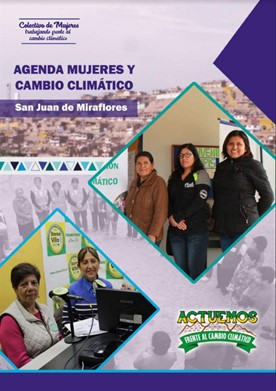 Colectivo de Mujeres
trabajando frente al
cambio climático
AGENDA MUJERES Y
CAMBIO CLIMÁTICO
San Juan de Miraflores
CLIMÁTICO
ACTUEMOS
FRENTE AL CAMBIO CLIMÁTICO